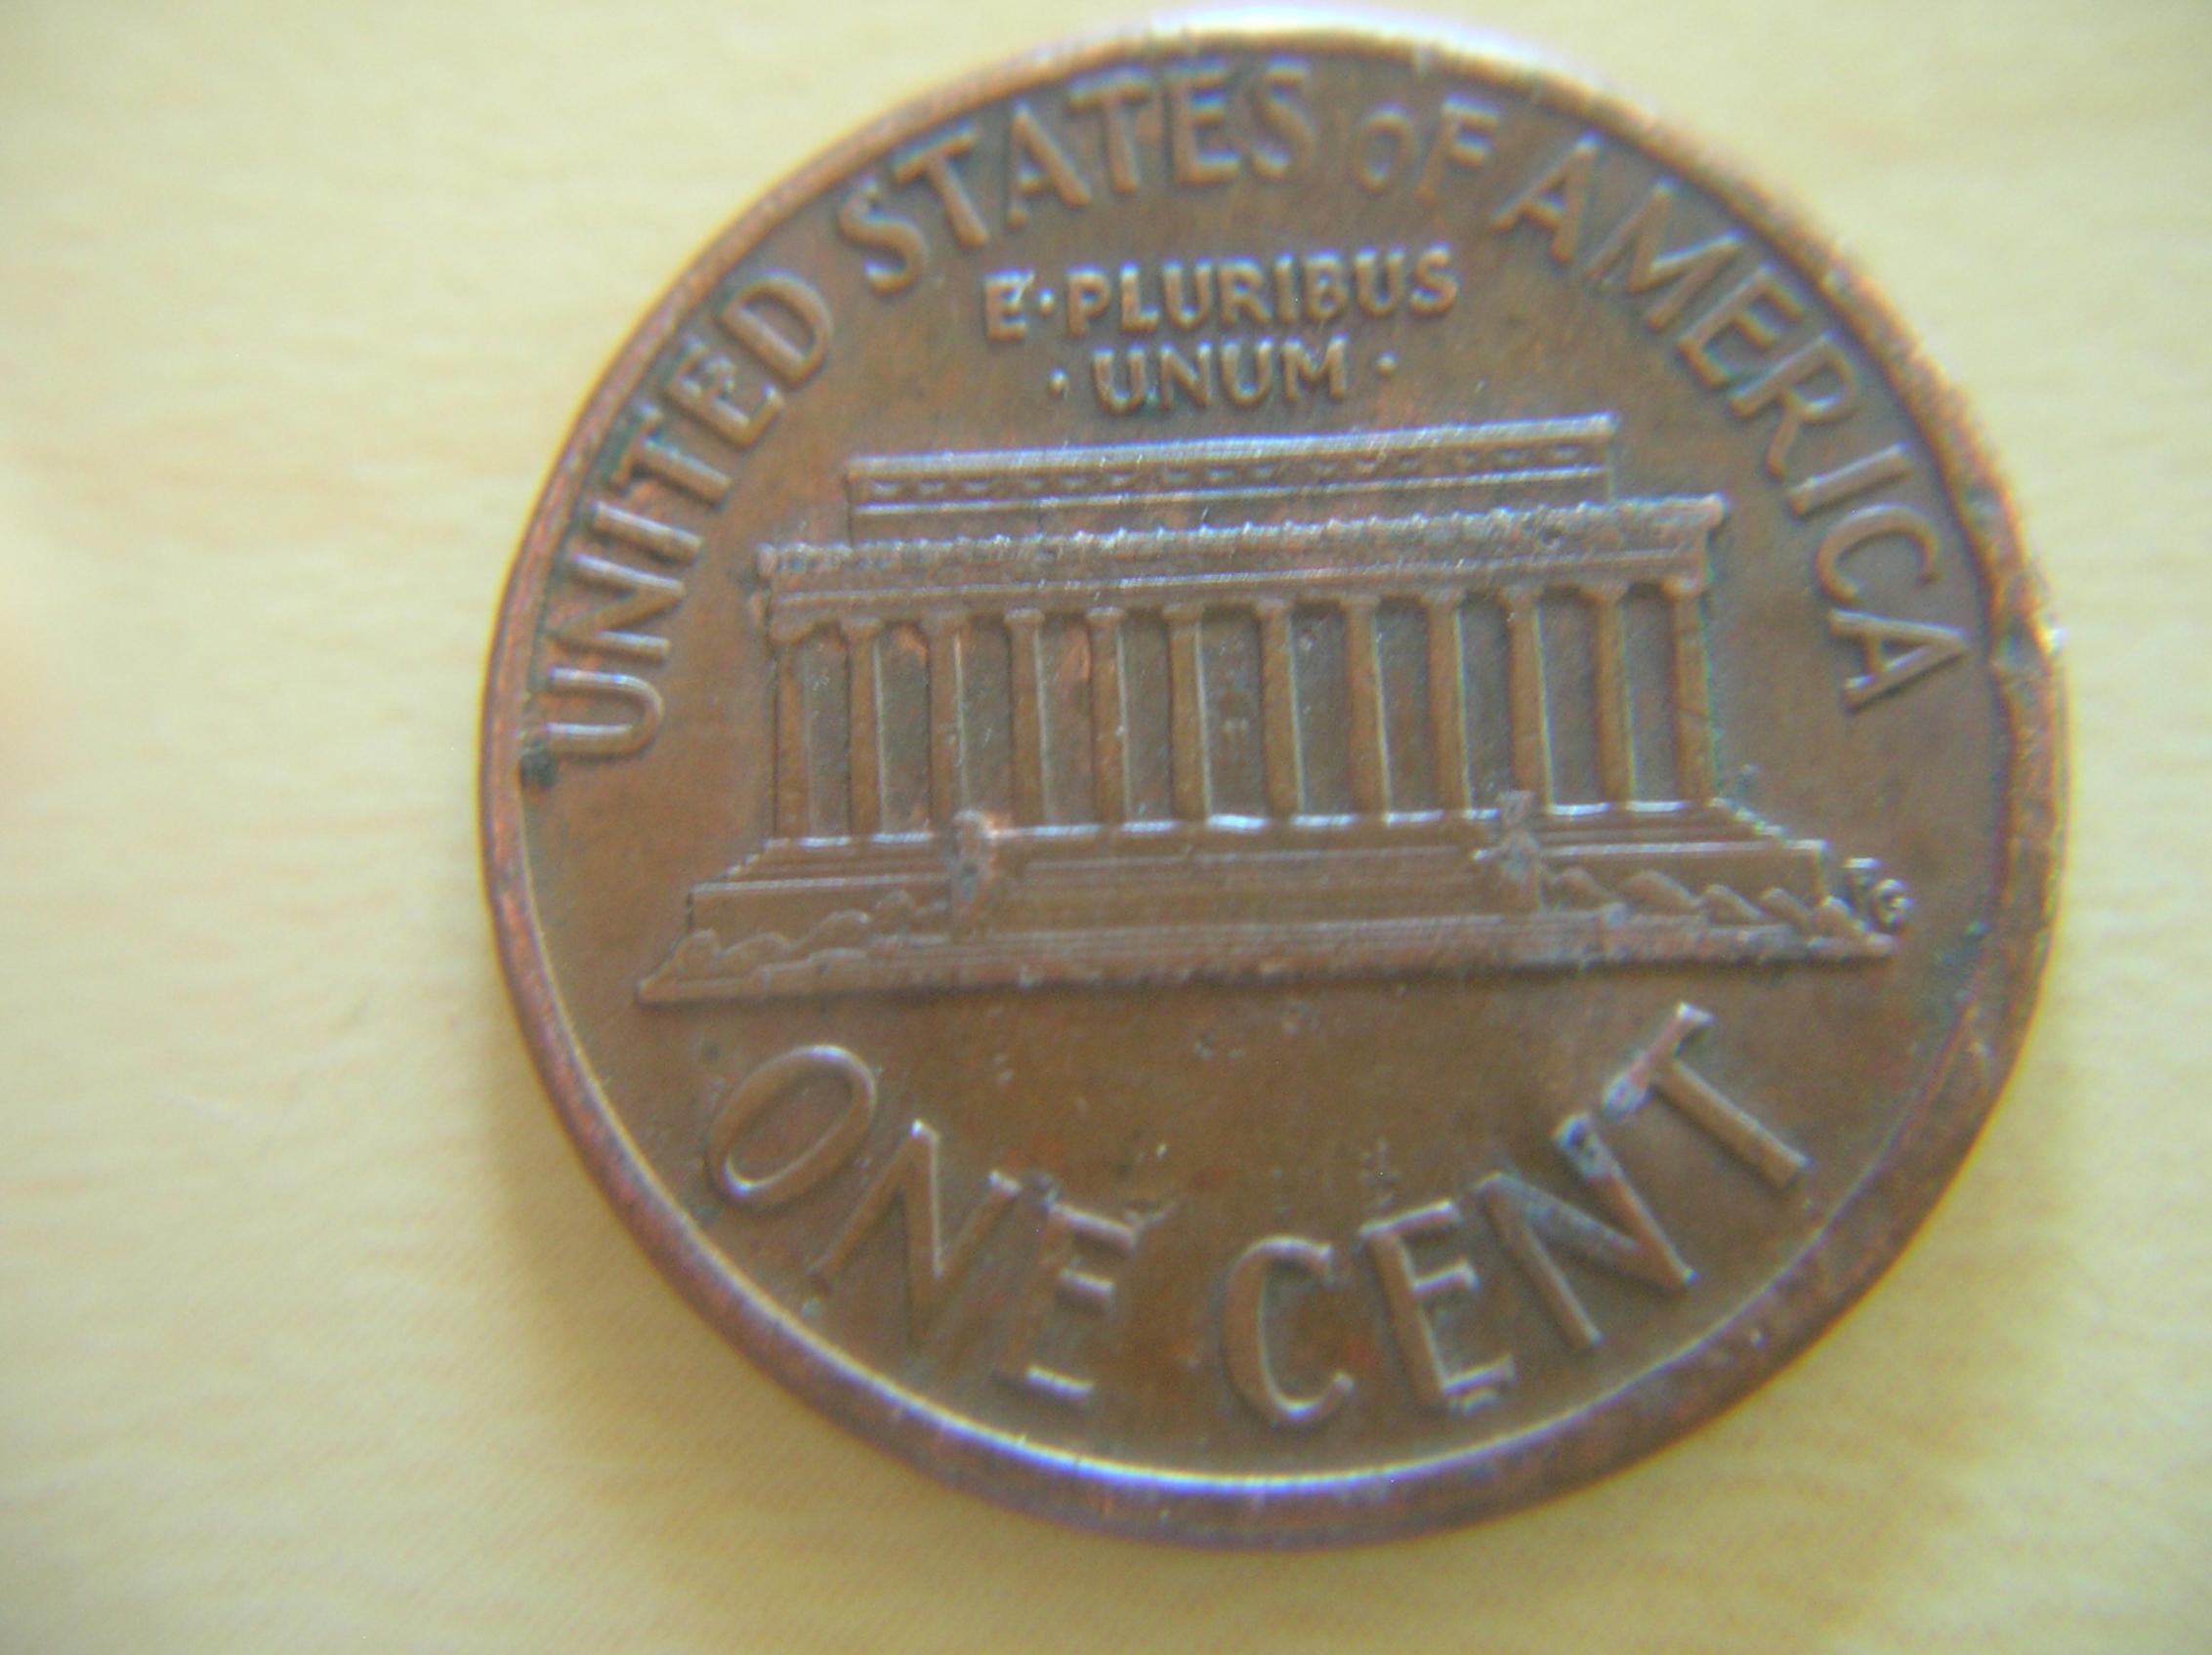 UNITED STATES OF AMERICA
E·PLURIBUS
·UNUM·
FG
ONE CENT